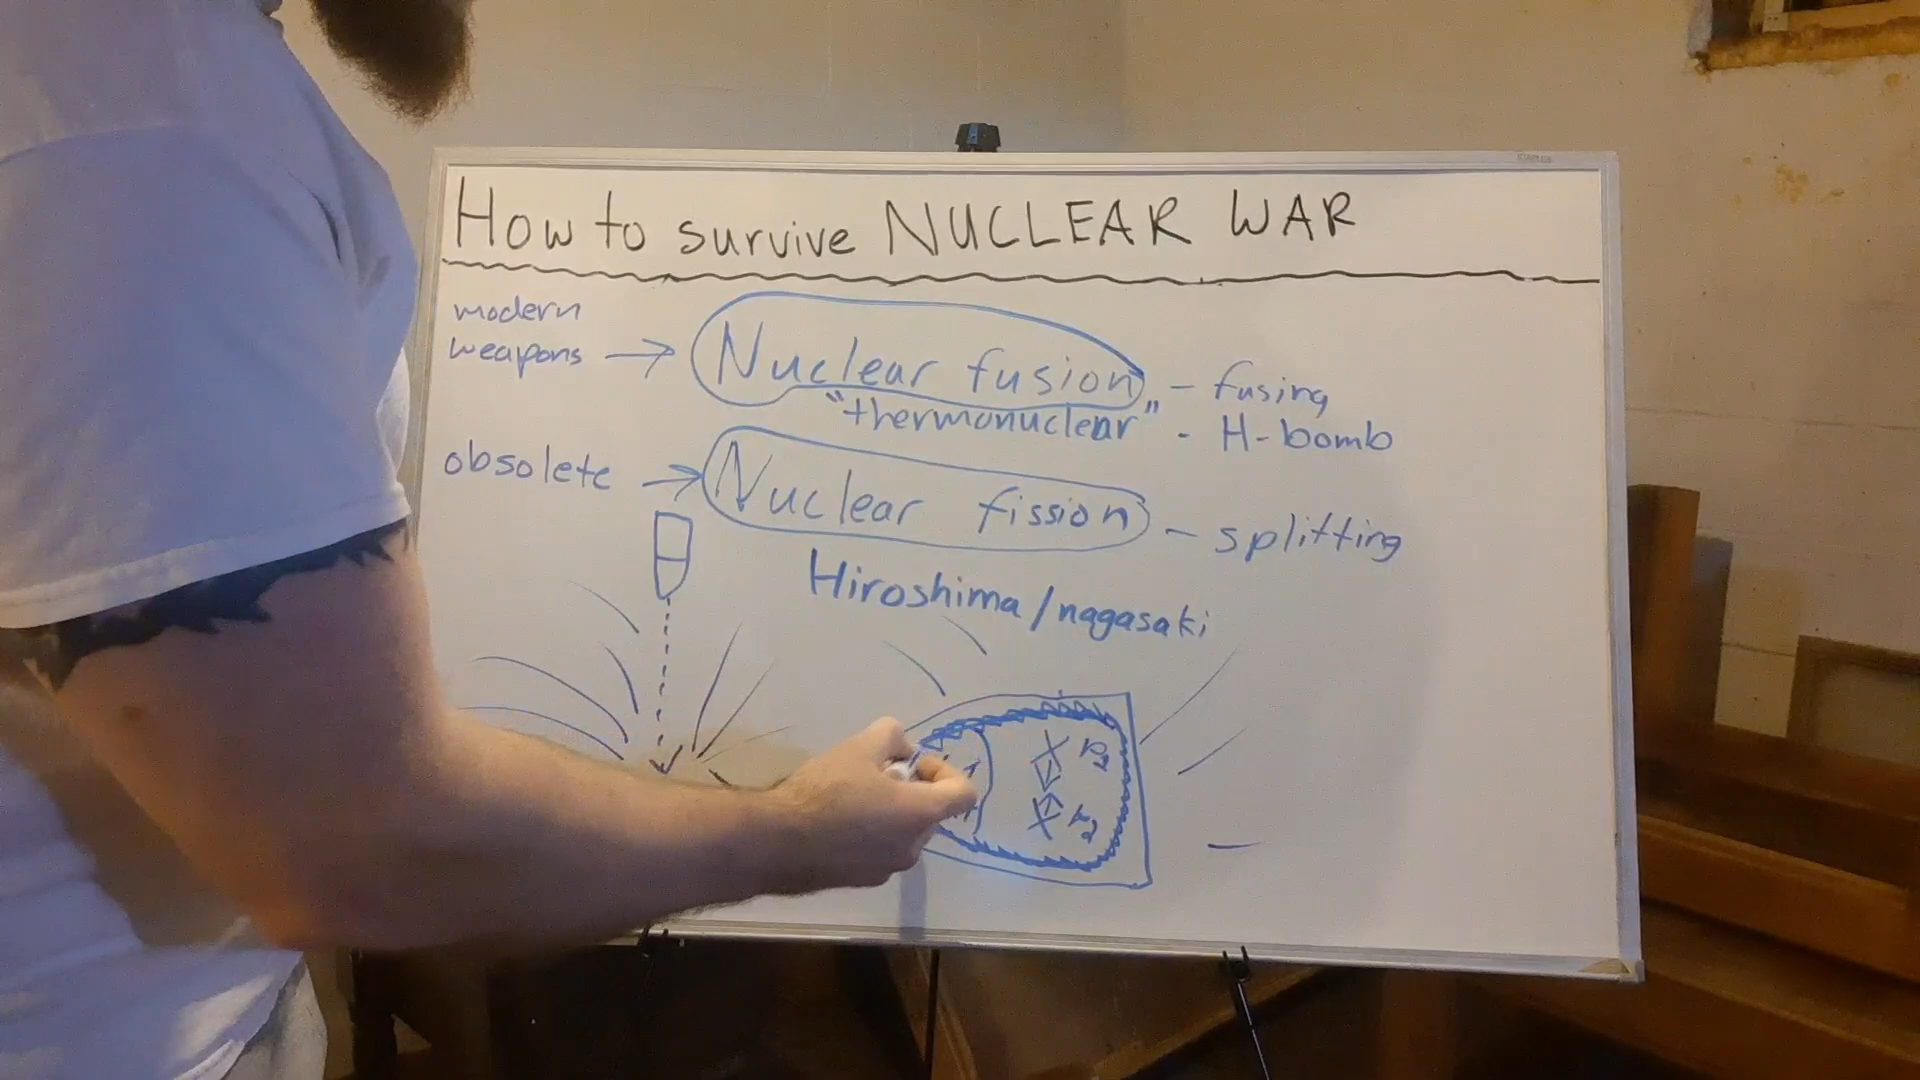 How to survive NUCLEAR WAR
modern
weapons → Nuclear fusion - fusing
"thermonuclear" - H-bomb
obsolete → Nuclear fission - splitting
Hiroshima/nagasaki